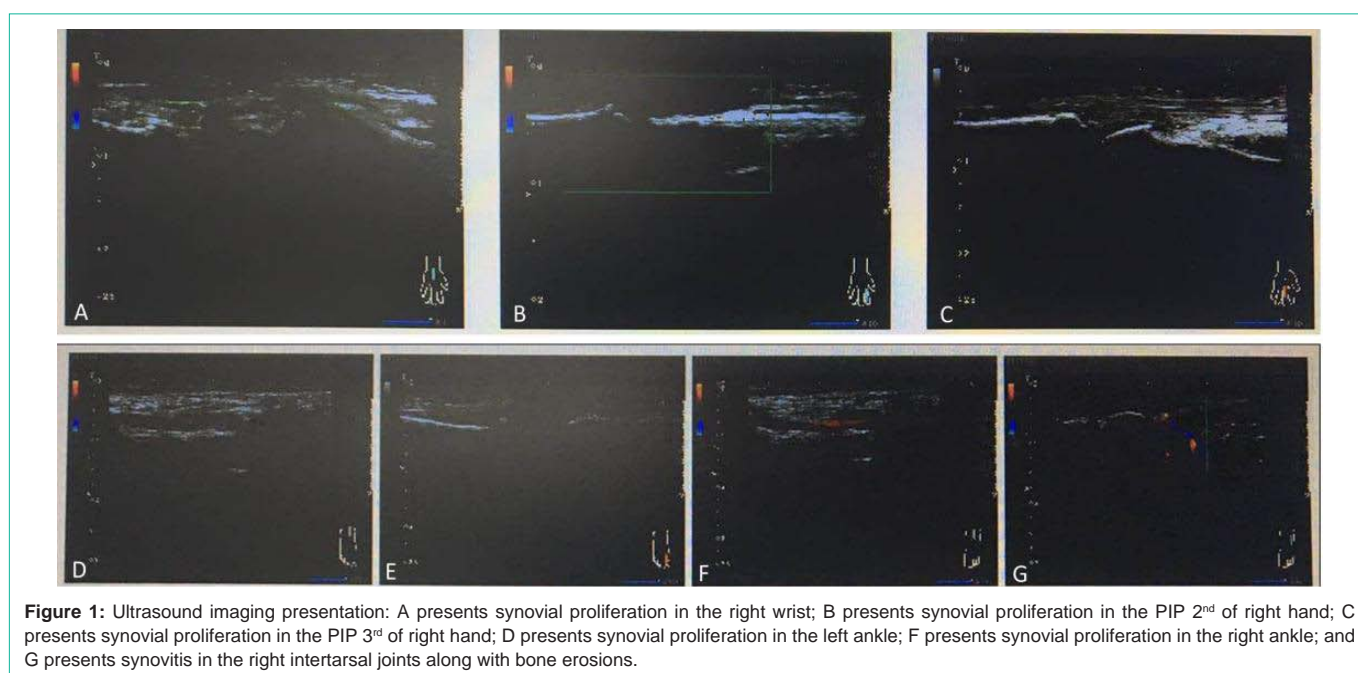 A
B
C
D
E
F
G
Figure 1: Ultrasound imaging presentation: A presents synovial proliferation in the right wrist; B presents synovial proliferation in the PIP 2nd of right hand; C
presents synovial proliferation in the PIP 3rd of right hand; D presents synovial proliferation in the left ankle; F presents synovial proliferation in the right ankle; and
G presents synovitis in the right intertarsal joints along with bone erosions.